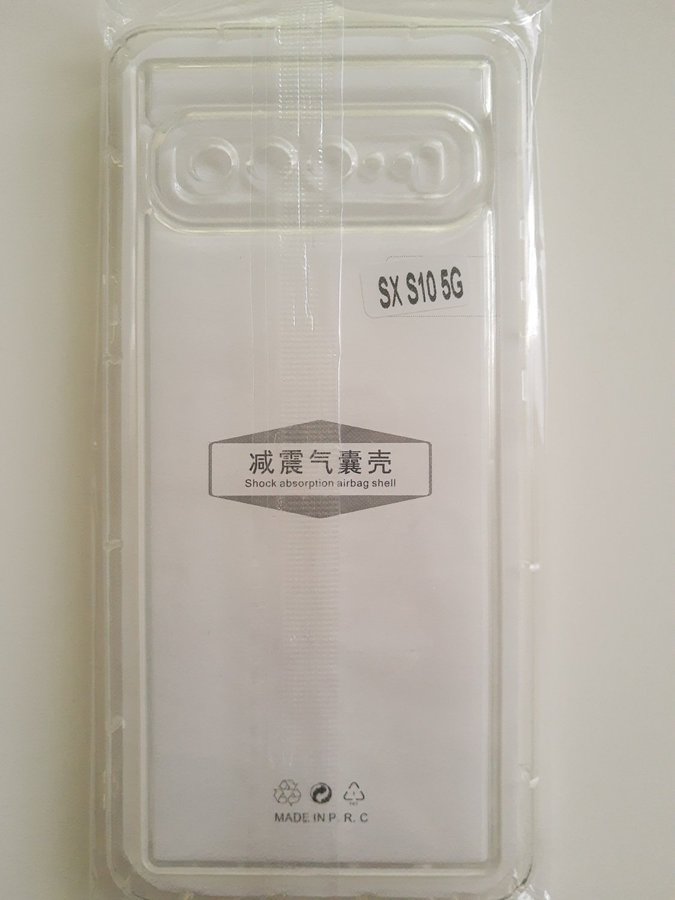 SX S10 5G
减震气囊壳
Shock absorption airbag shell
MADE IN P. R. C